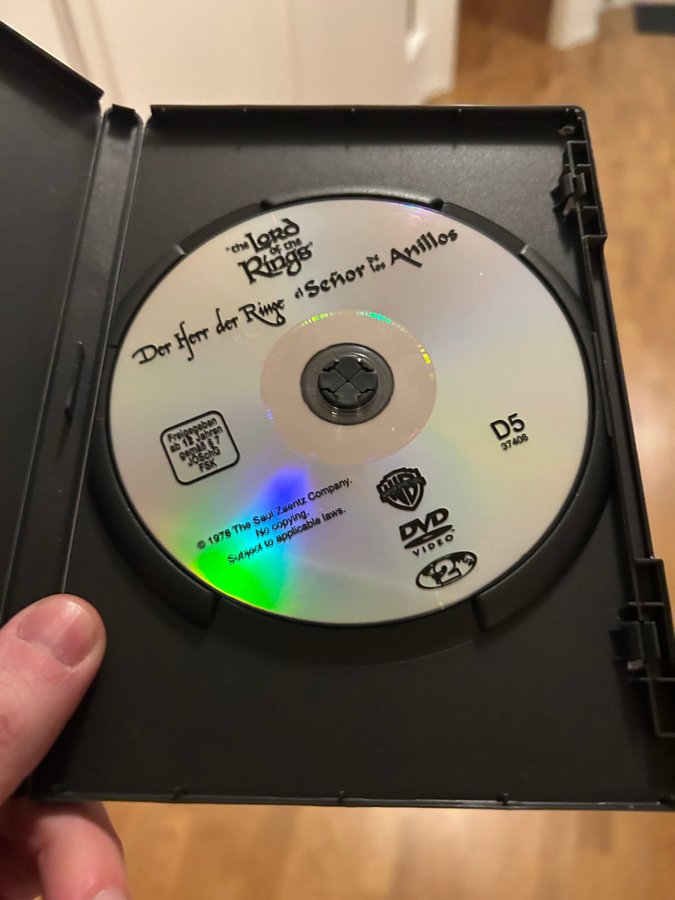 "the Lord
of the
Rings"
Der Herr der Ringe el Señor de los Anillos
Freigegeben
ab 12 Jahren
gemäß § 7
JÖSchG
FSK
D5
37408
© 1978 The Saul Zaentz Company.
No copying.
Subject to applicable laws.
WB
DVD
VIDEO
2